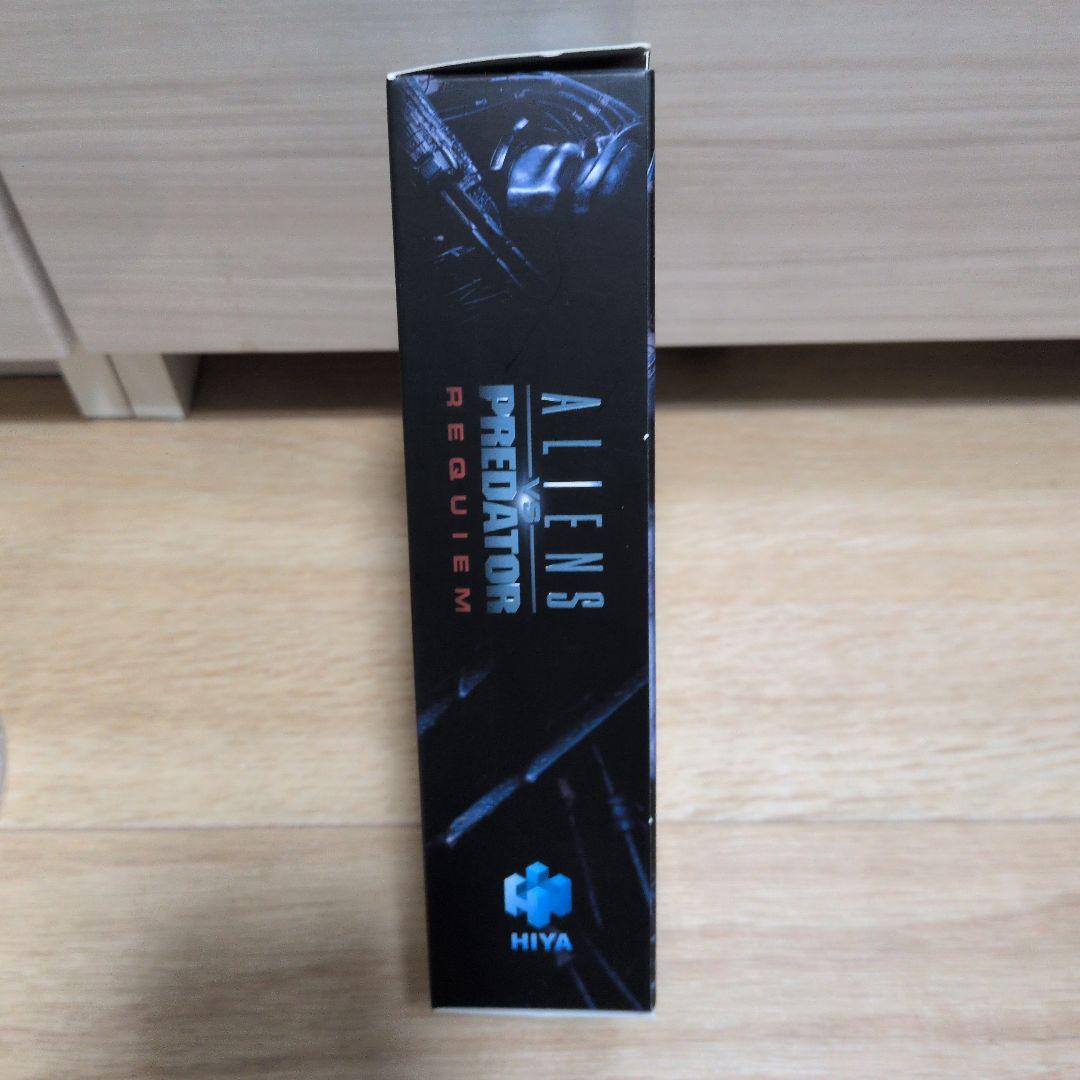 ALIENS
VS
PREDATOR
REQUIEM
HIYA